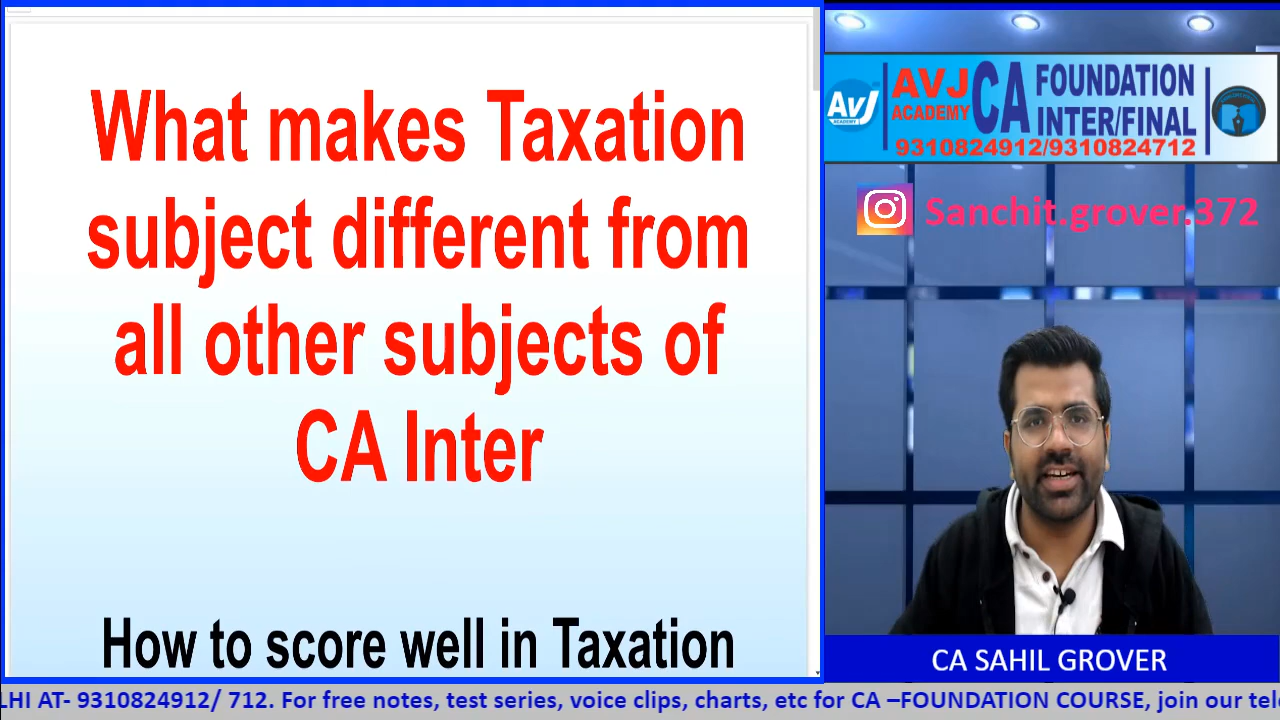 What makes Taxation
subject different from
all other subjects of
CA Inter
How to score well in Taxation
AVJ
ACADEMY
AVJ
ACADEMY
CA
FOUNDATION
INTER/FINAL
9310824912/9310824712
Sanchit.grover.372
CA SAHIL GROVER
LHI AT- 9310824912/ 712. For free notes, test series, voice clips, charts, etc for CA –FOUNDATION COURSE, join our tel